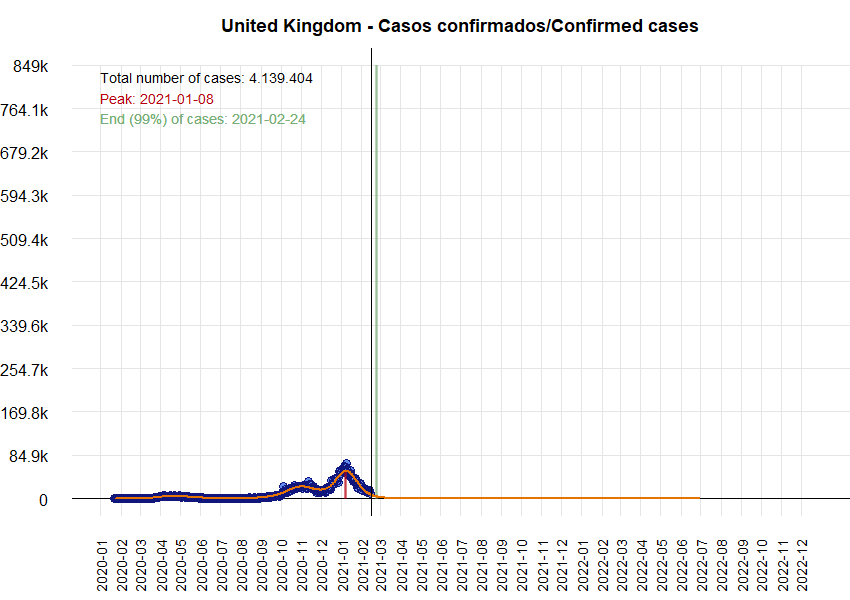 United Kingdom - Casos confirmados/Confirmed cases
849k
Total number of cases: 4.139.404
Peak: 2021-01-08
764.1k
End (99%) of cases: 2021-02-24
679.2k
594.3k
509.4k
424.5k
339.6k
254.7k
169.8k
84.9k
0
2020-01
2020-02
2020-03
2020-04
2020-05
2020-06
2020-07
2020-08
2020-09
2020-10
2020-11
2020-12
2021-01
2021-02
2021-03
2021-04
2021-05
2021-06
2021-07
2021-08
2021-09
2021-10
2021-11
2021-12
2022-01
2022-02
2022-03
2022-04
2022-05
2022-06
2022-07
2022-08
2022-09
2022-10
2022-11
2022-12